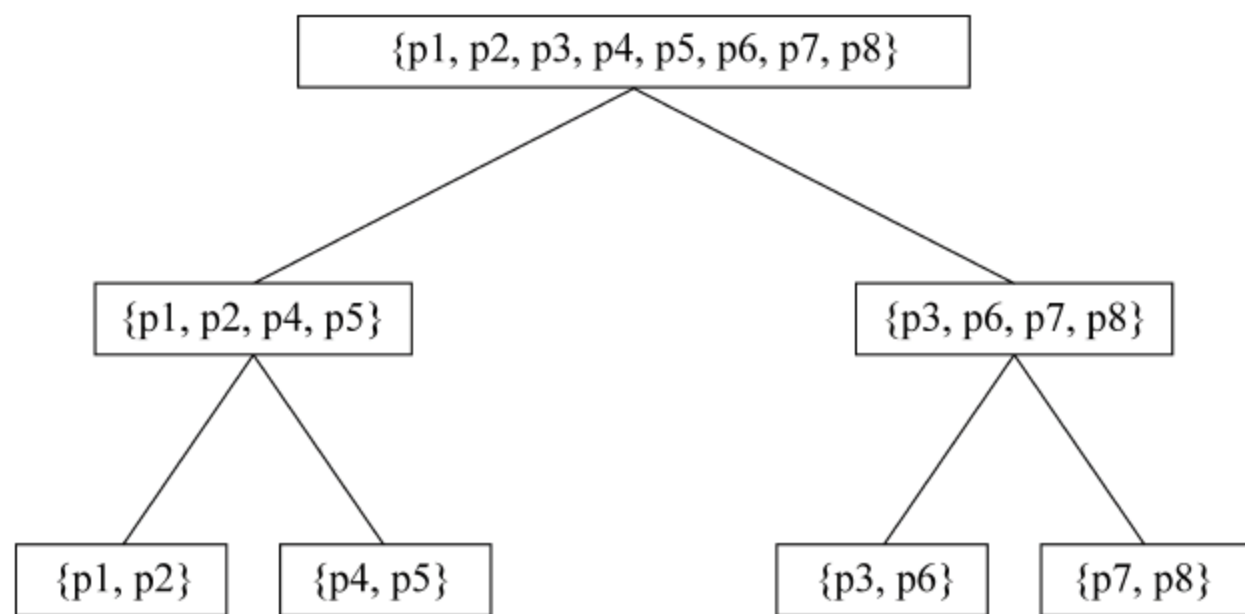 {p1, p2, p3, p4, p5, p6, p7, p8}
{p1, p2, p4, p5}
{p3, p6, p7, p8}
{p1, p2}
{p4, p5}
{p3, p6}
{p7, p8}